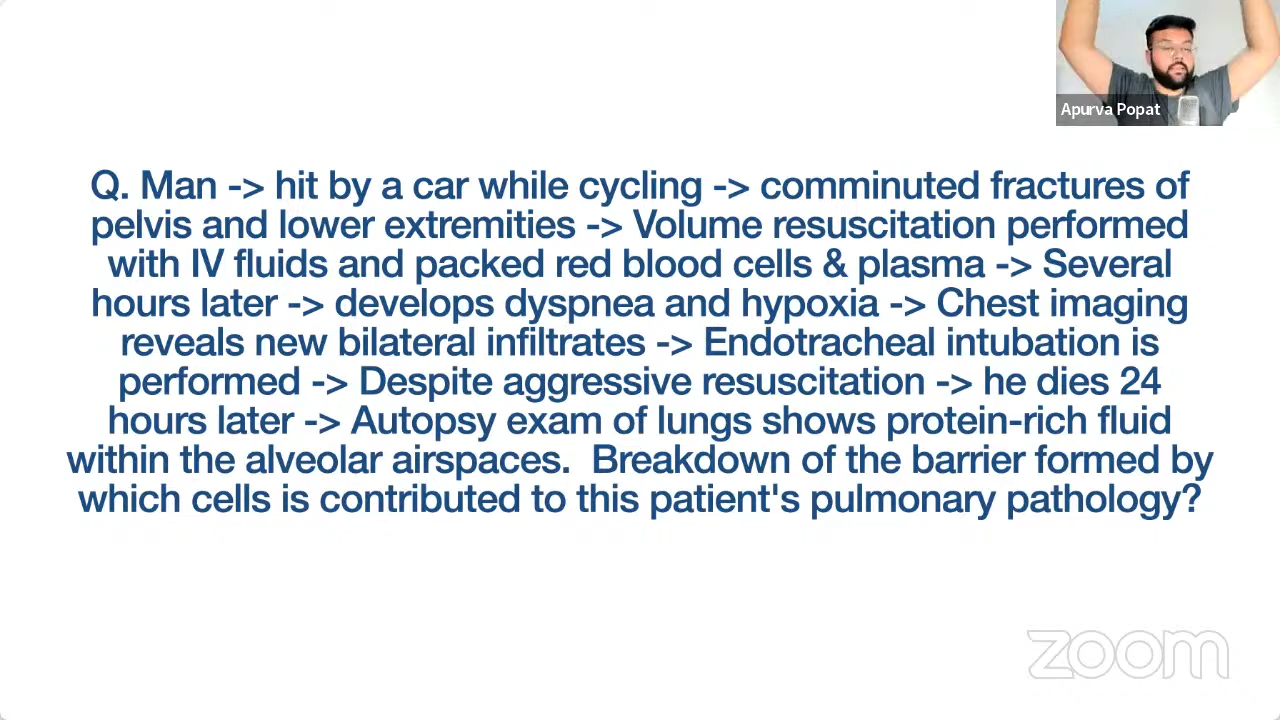 Apurva Popat
Q. Man -> hit by a car while cycling -> comminuted fractures of
pelvis and lower extremities -> Volume resuscitation performed
with IV fluids and packed red blood cells & plasma -> Several
hours later -> develops dyspnea and hypoxia -> Chest imaging
reveals new bilateral infiltrates -> Endotracheal intubation is
performed -> Despite aggressive resuscitation -> he dies 24
hours later -> Autopsy exam of lungs shows protein-rich fluid
within the alveolar airspaces.  Breakdown of the barrier formed by
which cells is contributed to this patient's pulmonary pathology?
zoom